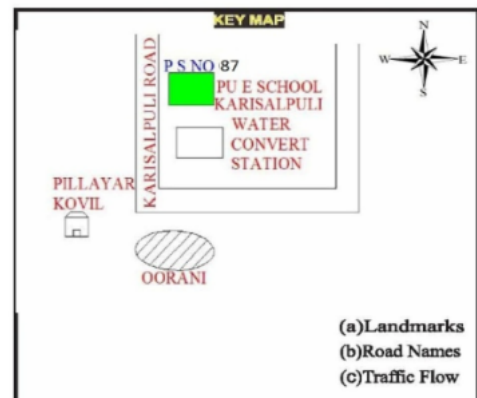 KEY MAP
N
W
E
S
P S NO 87
PU E SCHOOL
KARISALPULI
WATER
CONVERT
STATION
KARISALPULI ROAD
PILLAYAR
KOVIL
OORANI
(a)Landmarks
(b)Road Names
(c)Traffic Flow